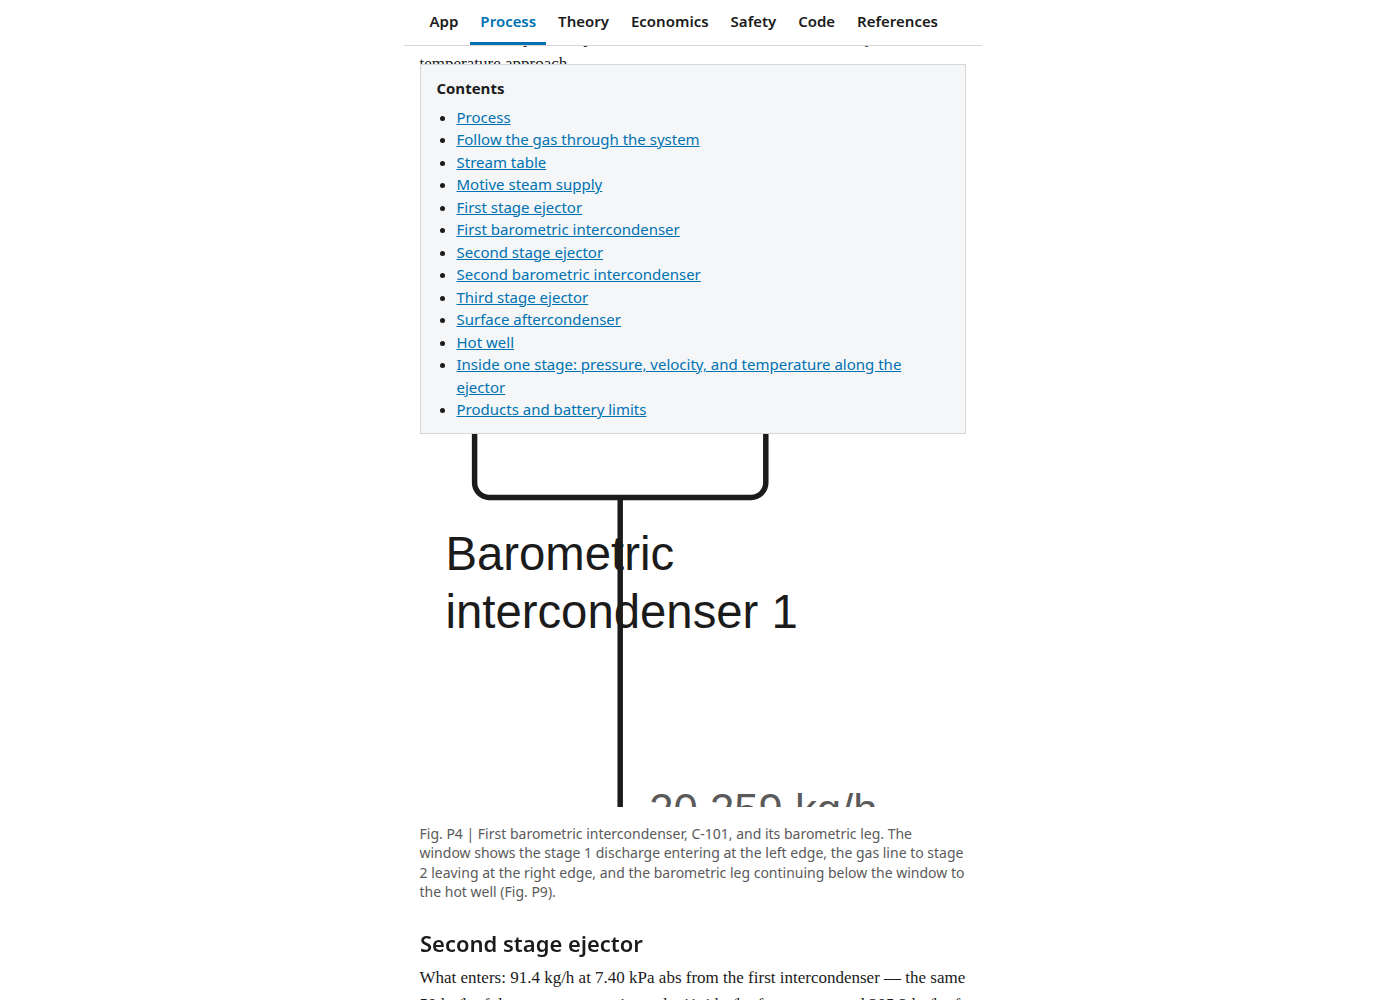 App Process Theory Economics Safety Code References
temperature approach.
Contents
Process
Follow the gas through the system
Stream table
Motive steam supply
First stage ejector
First barometric intercondenser
Second stage ejector
Second barometric intercondenser
Third stage ejector
Surface aftercondenser
Hot well
Inside one stage: pressure, velocity, and temperature along the
ejector
Products and battery limits
Barometric
intercondenser 1
20,259 kg/h
Fig. P4 | First barometric intercondenser, C-101, and its barometric leg. The
window shows the stage 1 discharge entering at the left edge, the gas line to stage
2 leaving at the right edge, and the barometric leg continuing below the window to
the hot well (Fig. P9).
Second stage ejector
What enters: 91.4 kg/h at 7.40 kPa abs from the first intercondenser — the same